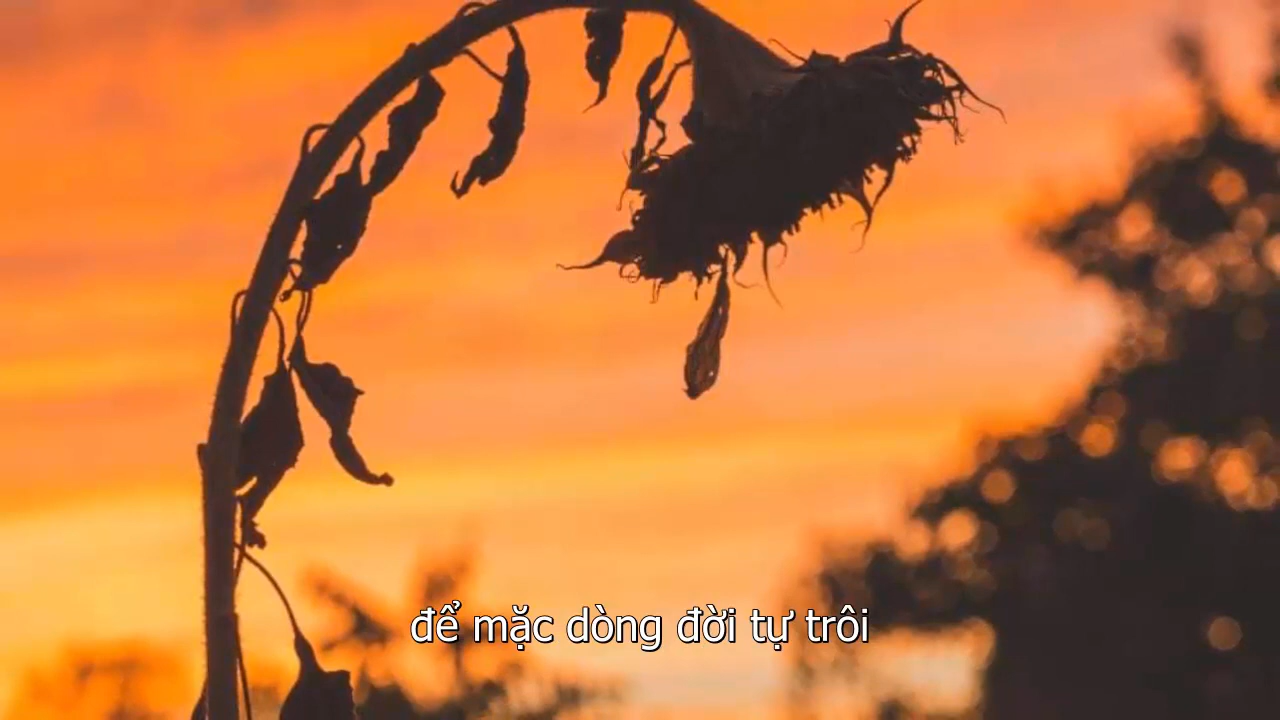 để mặc dòng đời tự trôi